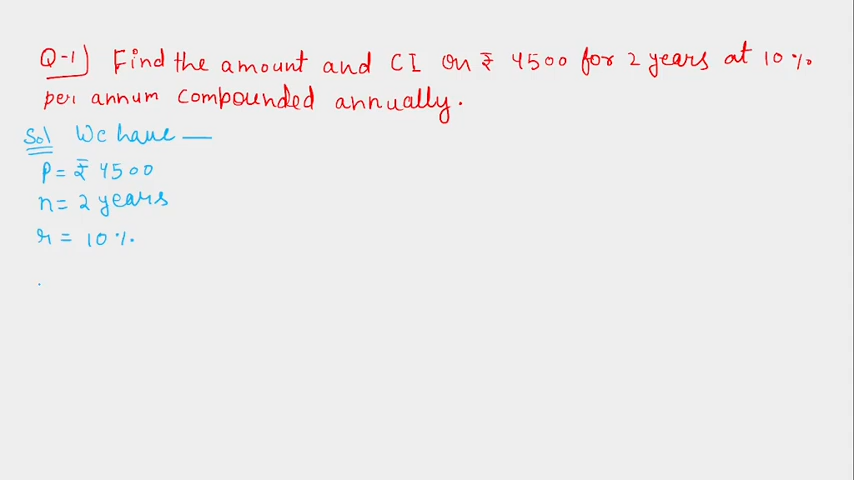 Q-1) Find the amount and CI on ₹ 4500 for 2 years at 10%
per annum compounded annually.
Sol We have —
P = ₹ 4500
n = 2 years
r = 10%.